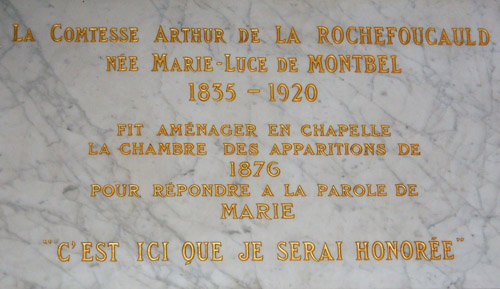 La Comtesse Arthur de LA ROCHEFOUCAULD
née Marie-Luce de MONTBEL
1835 - 1920
FIT AMÉNAGER EN CHAPELLE
LA CHAMBRE DES APPARITIONS DE
1876
POUR RÉPONDRE A LA PAROLE DE
MARIE
"C'EST ICI QUE JE SERAI HONORÉE"